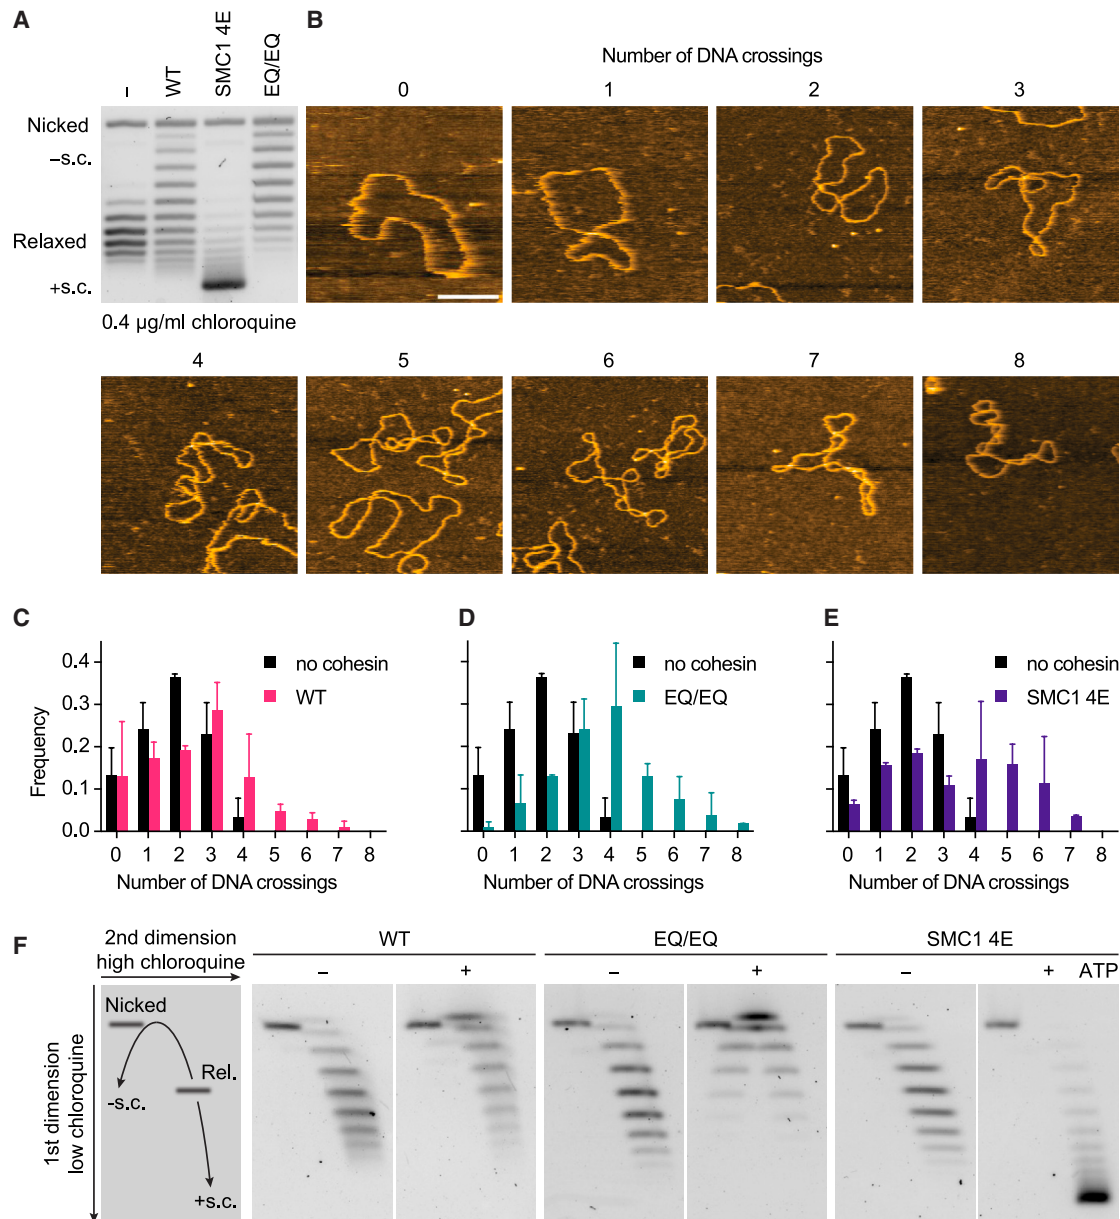 A
B
– WT SMC1 4E EQ/EQ
Nicked
–s.c.
Relaxed
+s.c.
0.4 µg/ml chloroquine
Number of DNA crossings
0 1 2 3
4 5 6 7 8
C
D
E
Frequency
0.4
0.3
0.2
0.1
0.0
no cohesin
WT
0 1 2 3 4 5 6 7 8
Number of DNA crossings
no cohesin
EQ/EQ
0 1 2 3 4 5 6 7 8
Number of DNA crossings
no cohesin
SMC1 4E
0 1 2 3 4 5 6 7 8
Number of DNA crossings
F
2nd dimension
high chloroquine
1st dimension
low chloroquine
Nicked
Rel.
-s.c.
+s.c.
WT EQ/EQ SMC1 4E
– + – + – + ATP